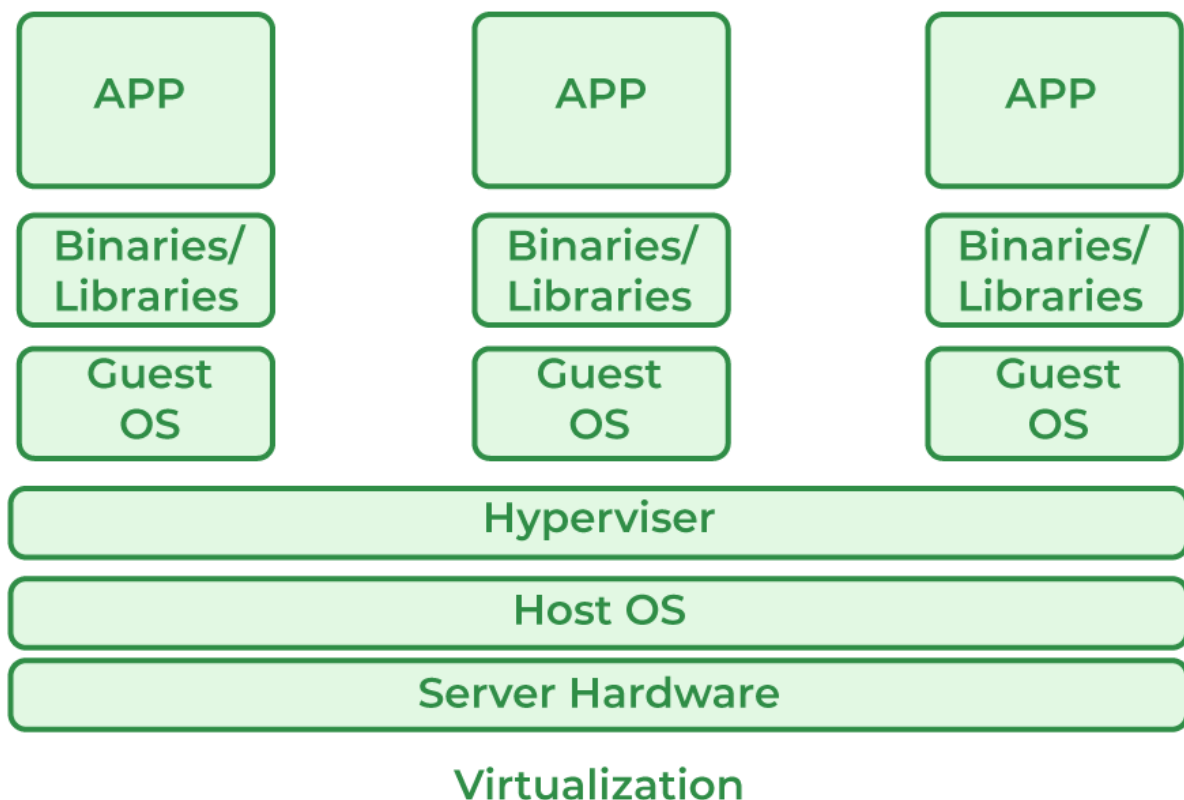 APP APP APP
Binaries/ Binaries/ Binaries/
Libraries Libraries Libraries
Guest Guest Guest
OS OS OS
Hyperviser
Host OS
Server Hardware
Virtualization